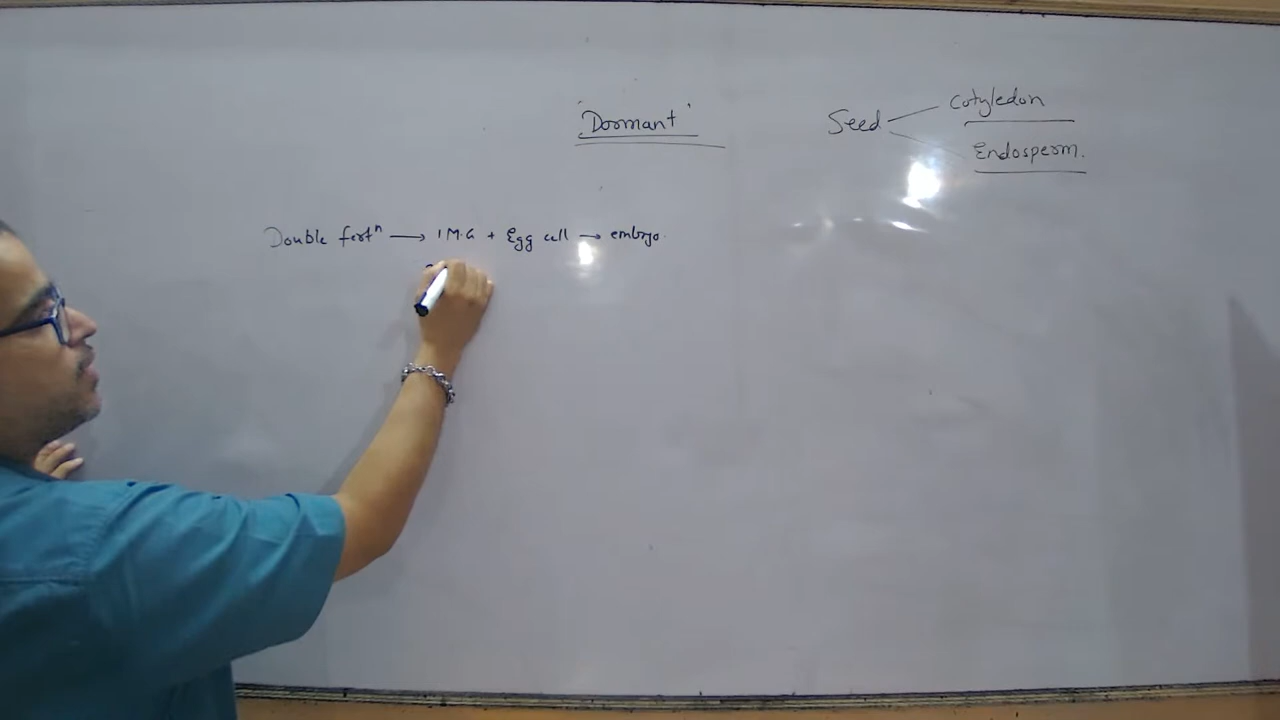 'Dormant'
Seed
Cotyledon
Endosperm.
Double fertⁿ → 1 M.G + Egg cell → embryo.